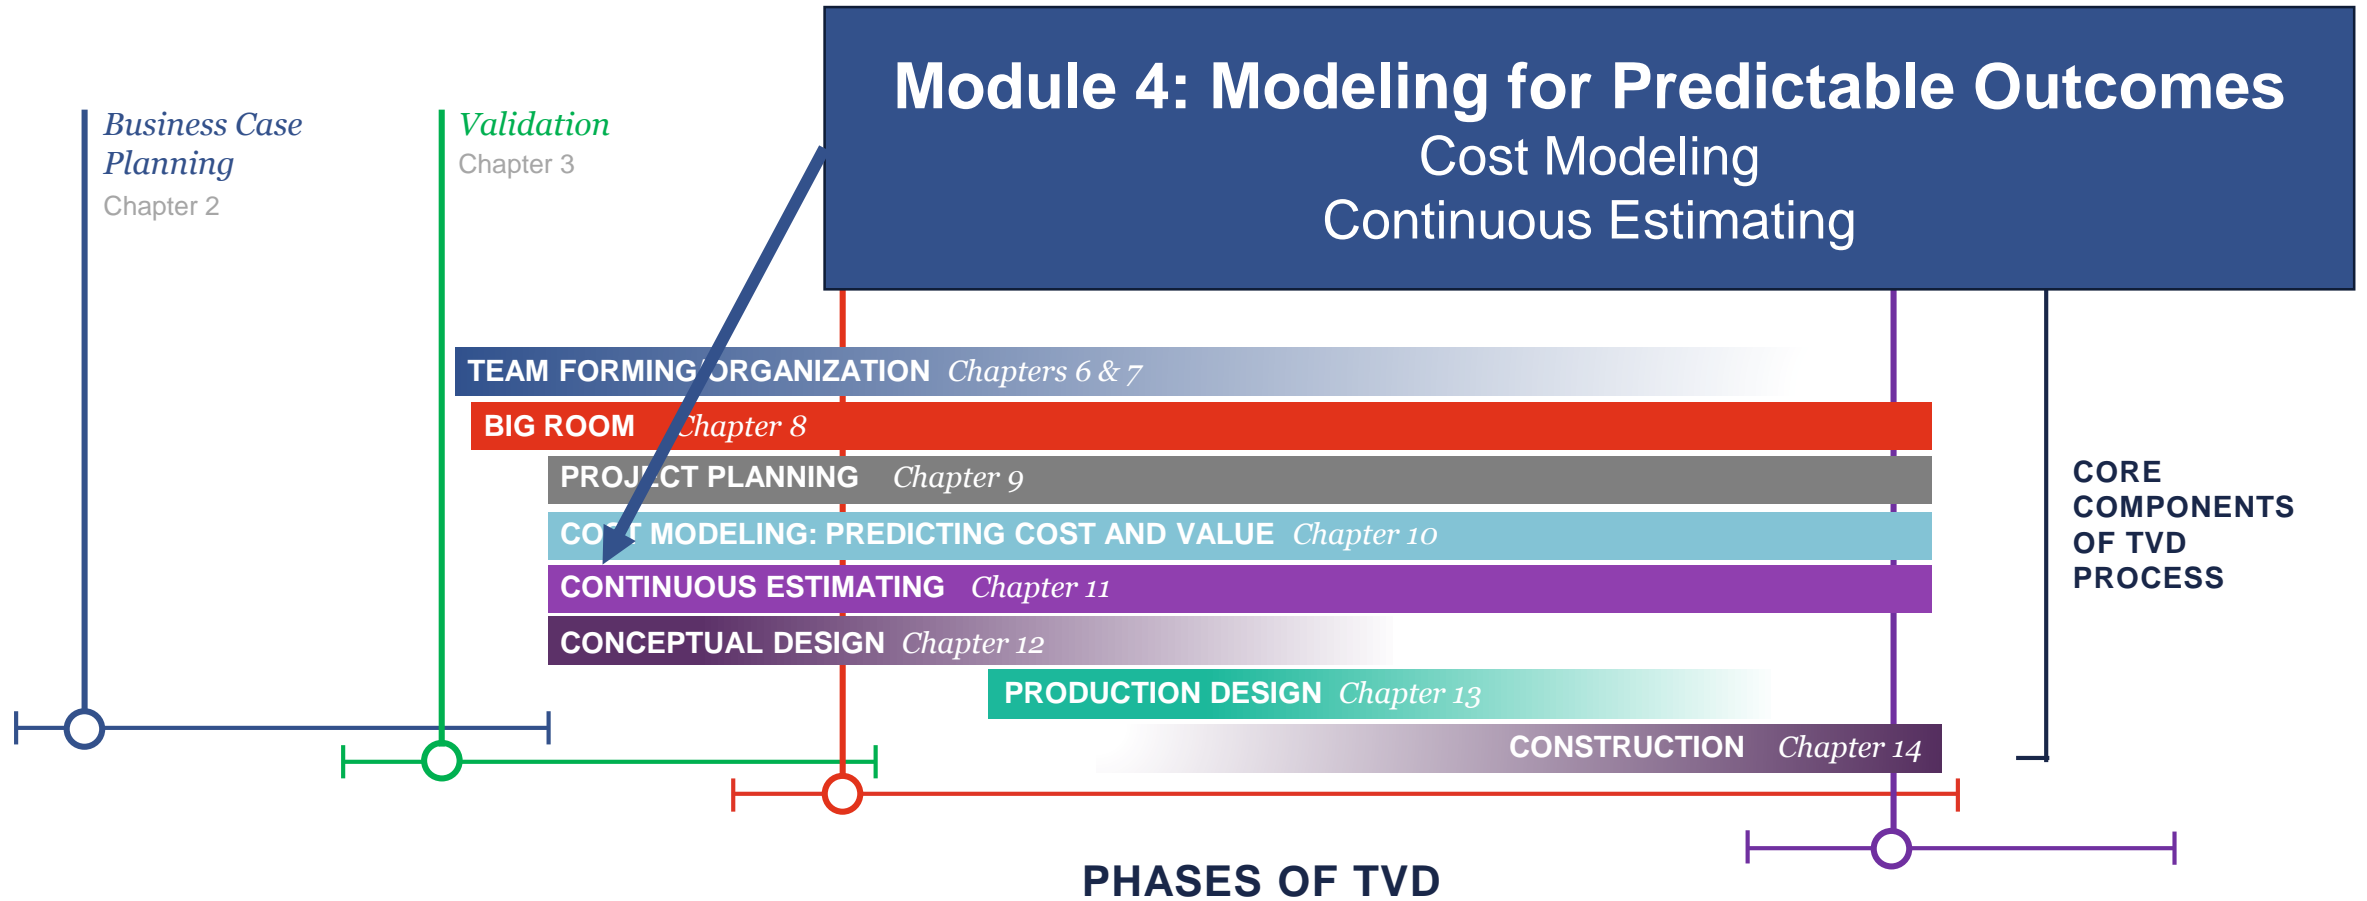 Module 4: Modeling for Predictable Outcomes
Cost Modeling
Continuous Estimating
Business Case
Planning
Chapter 2
Validation
Chapter 3
TEAM FORMING/ORGANIZATION Chapters 6 & 7
BIG ROOM Chapter 8
PROJECT PLANNING Chapter 9
COST MODELING: PREDICTING COST AND VALUE Chapter 10
CONTINUOUS ESTIMATING Chapter 11
CONCEPTUAL DESIGN Chapter 12
PRODUCTION DESIGN Chapter 13
CONSTRUCTION Chapter 14
CORE
COMPONENTS
OF TVD
PROCESS
PHASES OF TVD